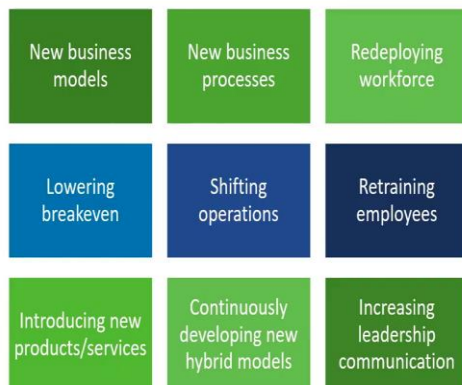 New business
models
New business
processes
Redeploying
workforce
Lowering
breakeven
Shifting
operations
Retraining
employees
Introducing new
products/services
Continuously
developing new
hybrid models
Increasing
leadership
communication